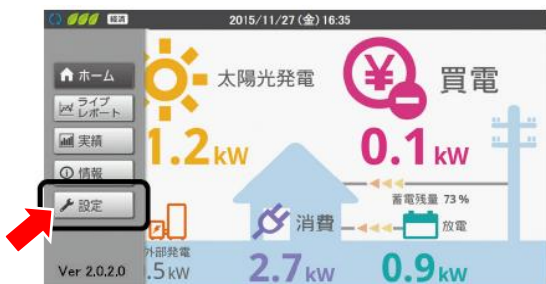 経済 2015/11/27(金)16:35
ホーム
ライブ
レポート
実績
情報
設定
Ver 2.0.2.0
太陽光発電
1.2kW
¥ 買電
0.1kW
蓄電残量 73%
放電
0.9kW
消費
2.7kW
外部発電
.5kW